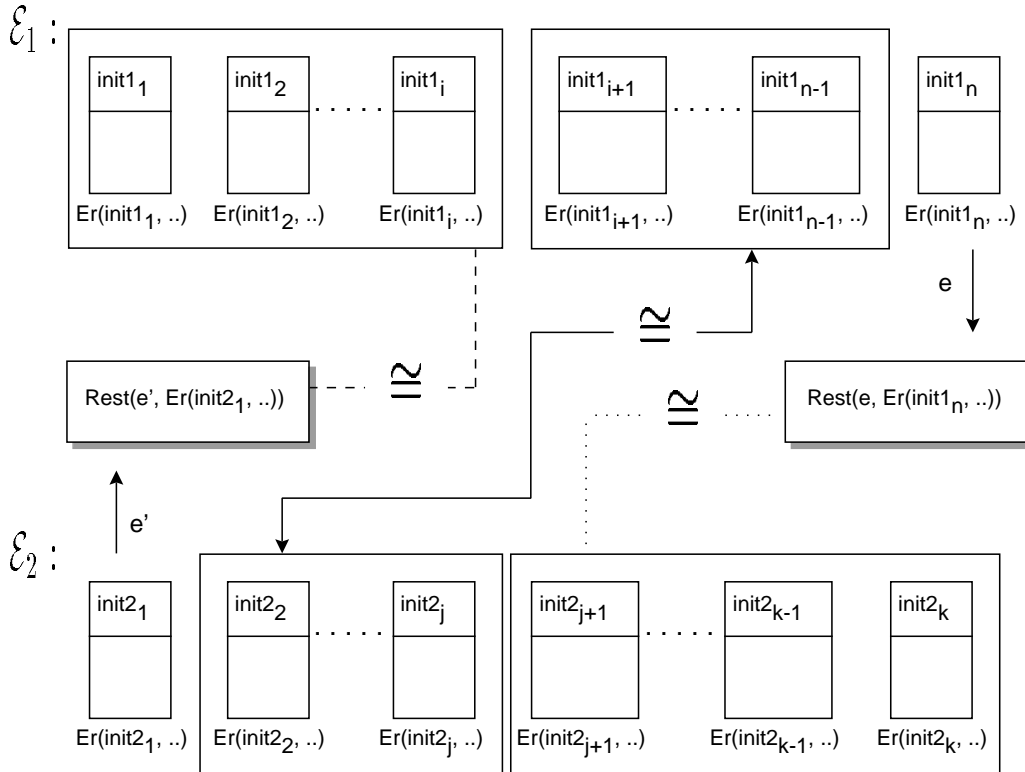 ℰ1 :
init1_1 init1_2 . . . . . init1_i init1_i+1 . . . . . init1_n-1 init1_n
Er(init1_1, ..) Er(init1_2, ..) Er(init1_i, ..) Er(init1_i+1, ..) Er(init1_n-1, ..) Er(init1_n, ..)
e
≅
Rest(e', Er(init2_1, ..)) ≅ ≅ Rest(e, Er(init1_n, ..))
e'
ℰ2 :
init2_1 init2_2 . . . . . init2_j init2_j+1 . . . . . init2_k-1 init2_k
Er(init2_1, ..) Er(init2_2, ..) Er(init2_j, ..) Er(init2_j+1, ..) Er(init2_k-1, ..) Er(init2_k, ..)